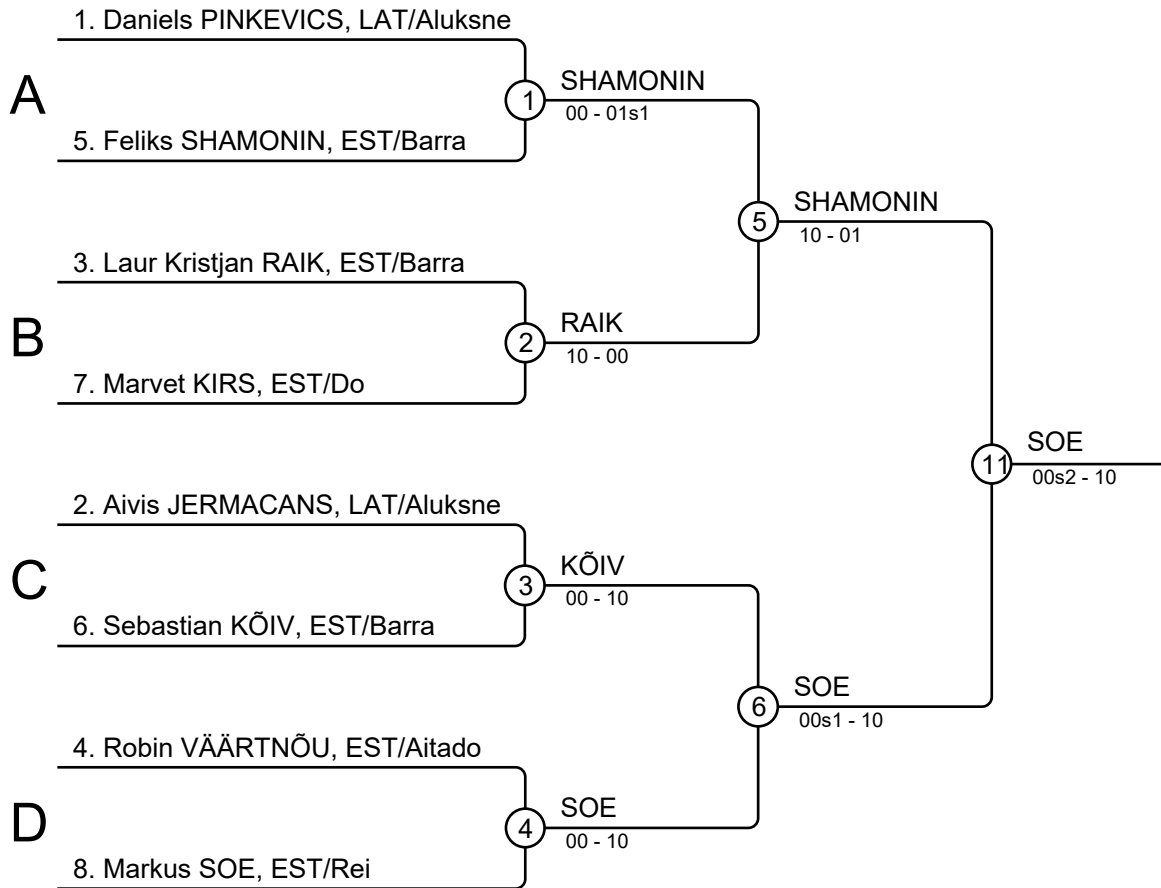 1. Daniels PINKEVICS, LAT/Aluksne
A
1
SHAMONIN
00 - 01s1
5. Feliks SHAMONIN, EST/Barra
5
SHAMONIN
10 - 01
3. Laur Kristjan RAIK, EST/Barra
B
2
RAIK
10 - 00
7. Marvet KIRS, EST/Do
11
SOE
00s2 - 10
2. Aivis JERMACANS, LAT/Aluksne
C
3
KÕIV
00 - 10
6. Sebastian KÕIV, EST/Barra
6
SOE
00s1 - 10
4. Robin VÄÄRTNÕU, EST/Aitado
D
4
SOE
00 - 10
8. Markus SOE, EST/Rei